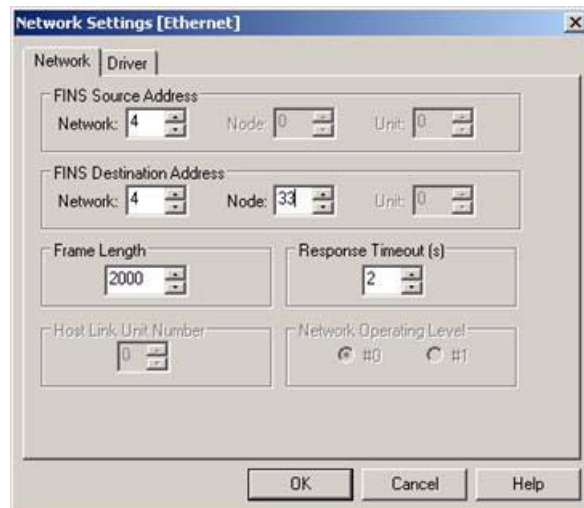 Network Settings [Ethernet]
Network Driver
FINS Source Address
Network: 4 Node: 0 Unit: 0
FINS Destination Address
Network: 4 Node: 33 Unit: 0
Frame Length Response Timeout (s)
2000 2
Host Link Unit Number Network Operating Level
0 #0 #1
OK Cancel Help